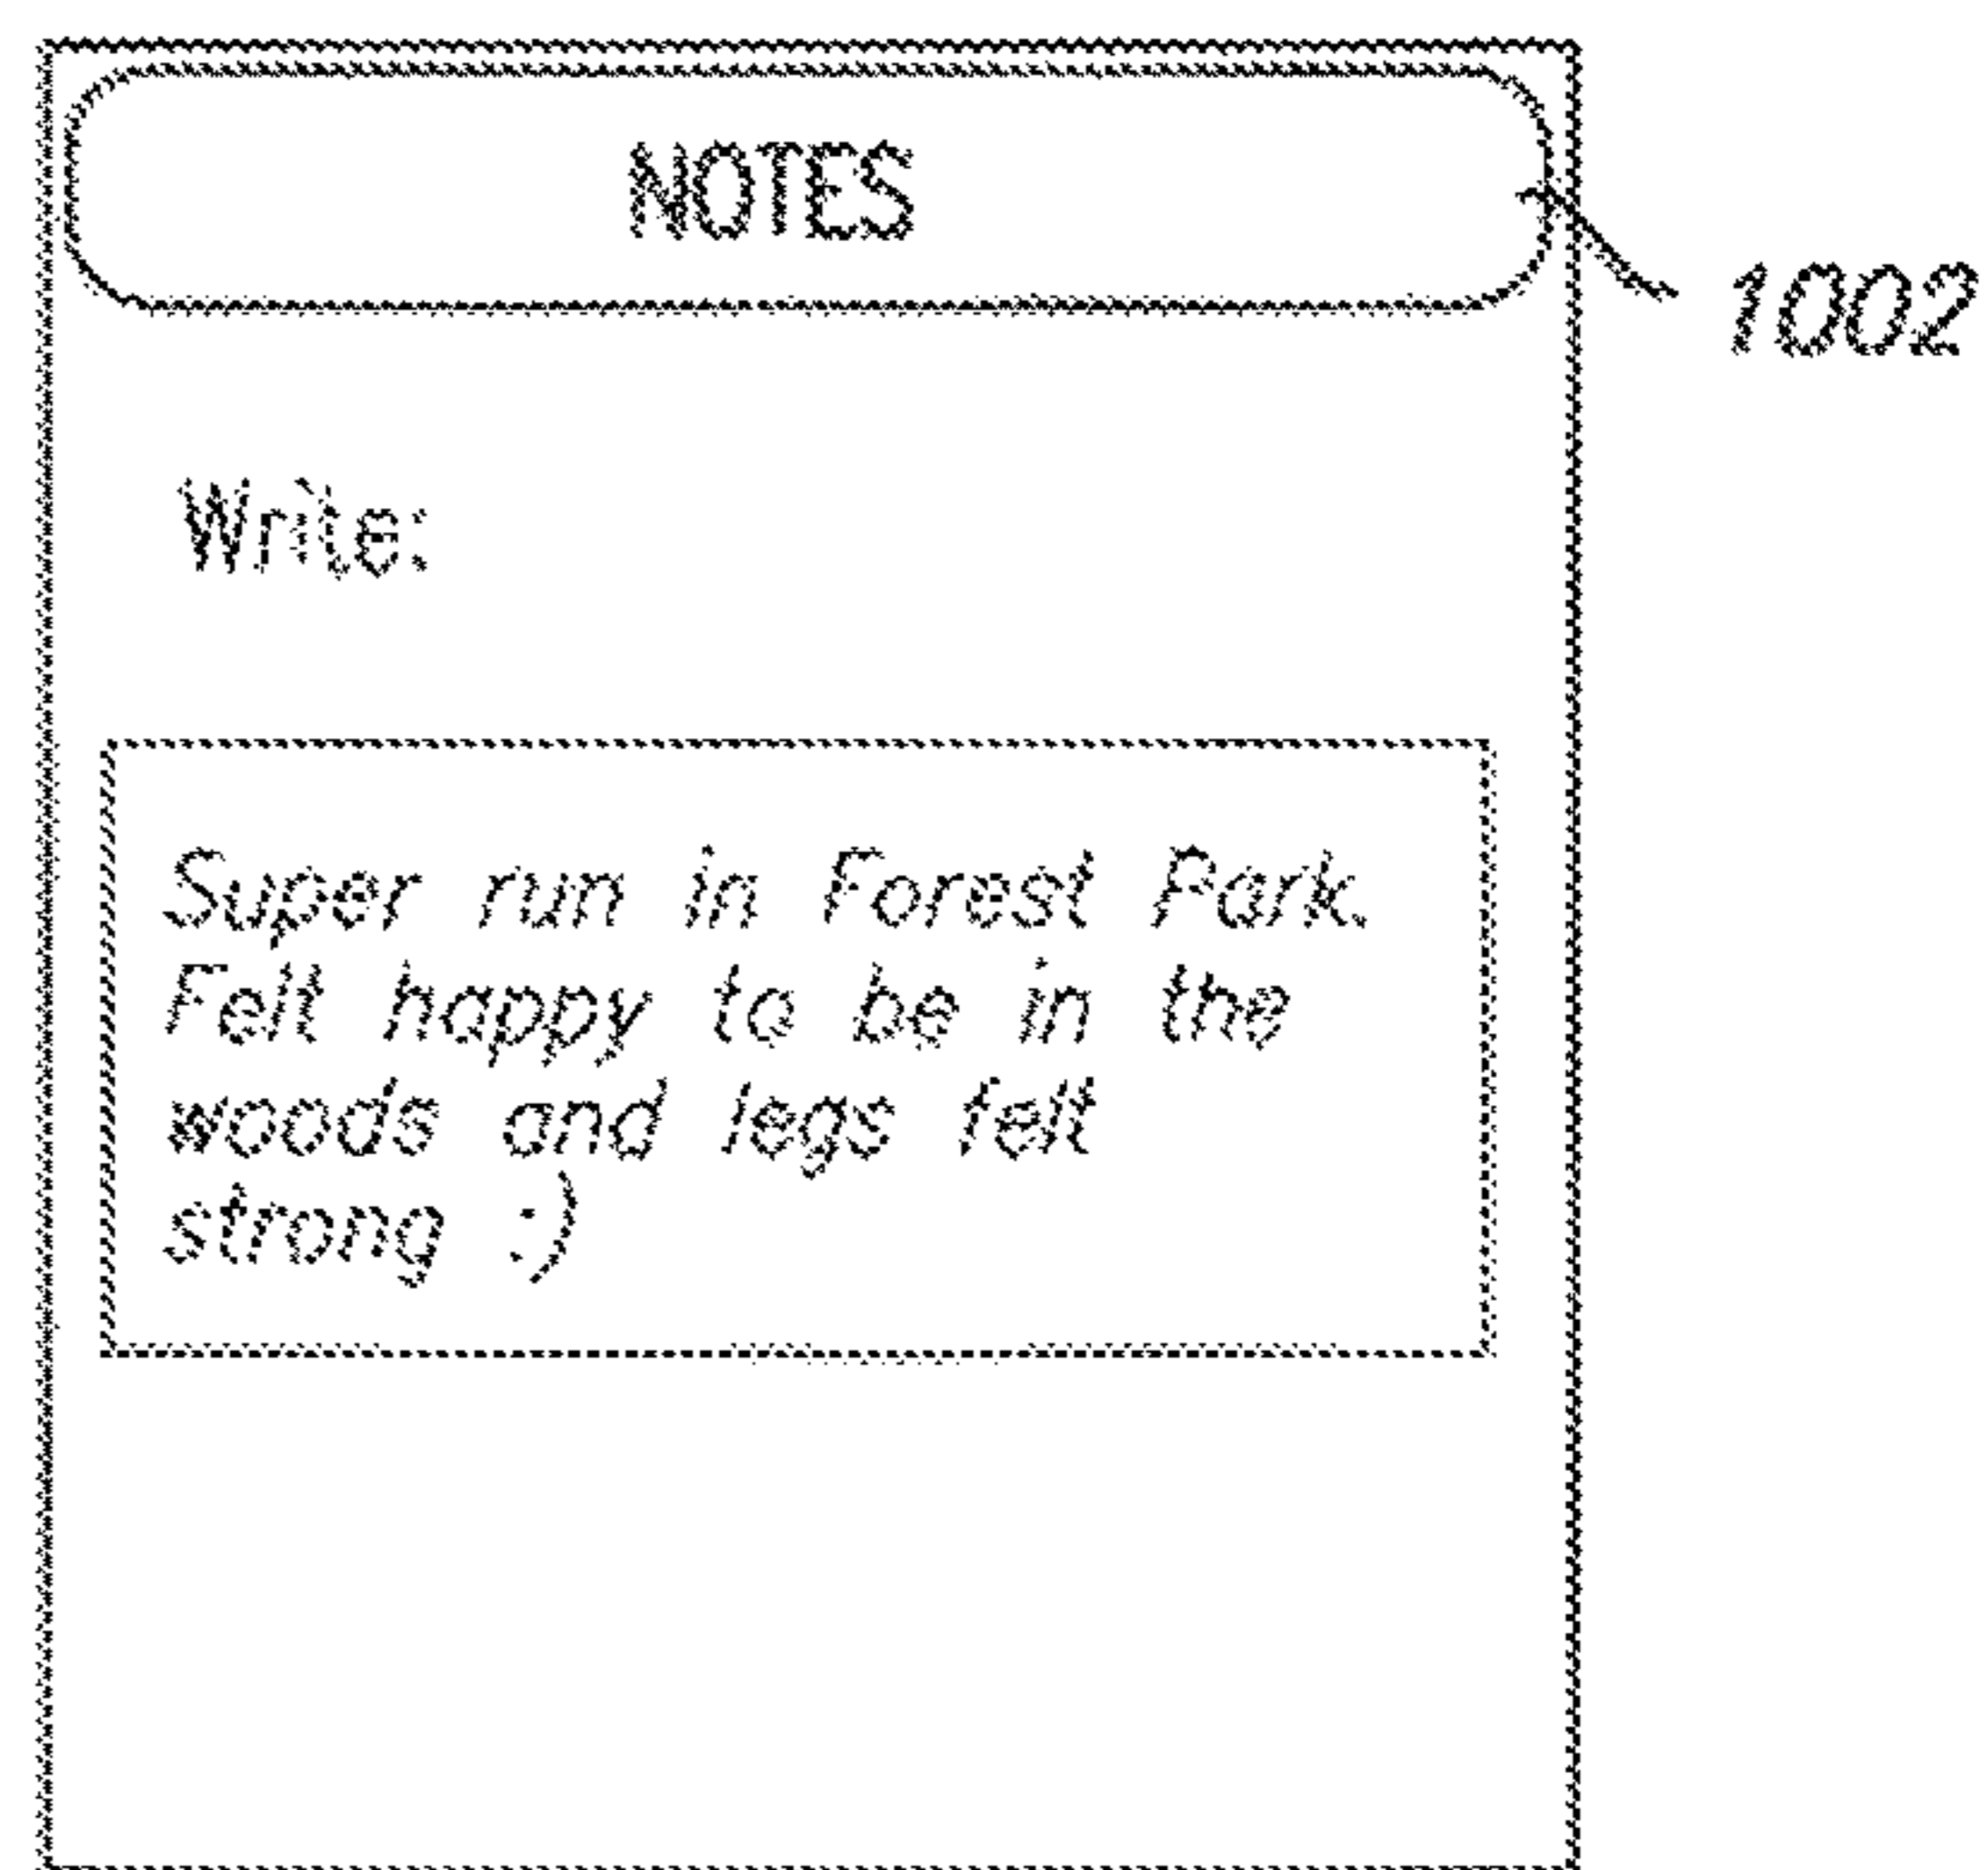 NOTES
1002
Write:
Super run in Forest Park.
Felt happy to be in the
woods and legs felt
strong :)